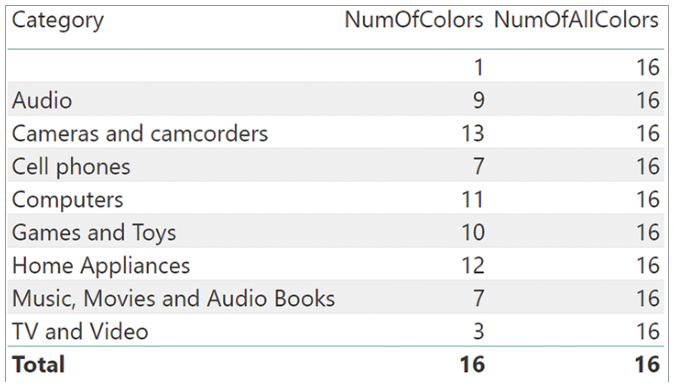 Category NumOfColors NumOfAllColors
1 16
Audio 9 16
Cameras and camcorders 13 16
Cell phones 7 16
Computers 11 16
Games and Toys 10 16
Home Appliances 12 16
Music, Movies and Audio Books 7 16
TV and Video 3 16
Total 16 16